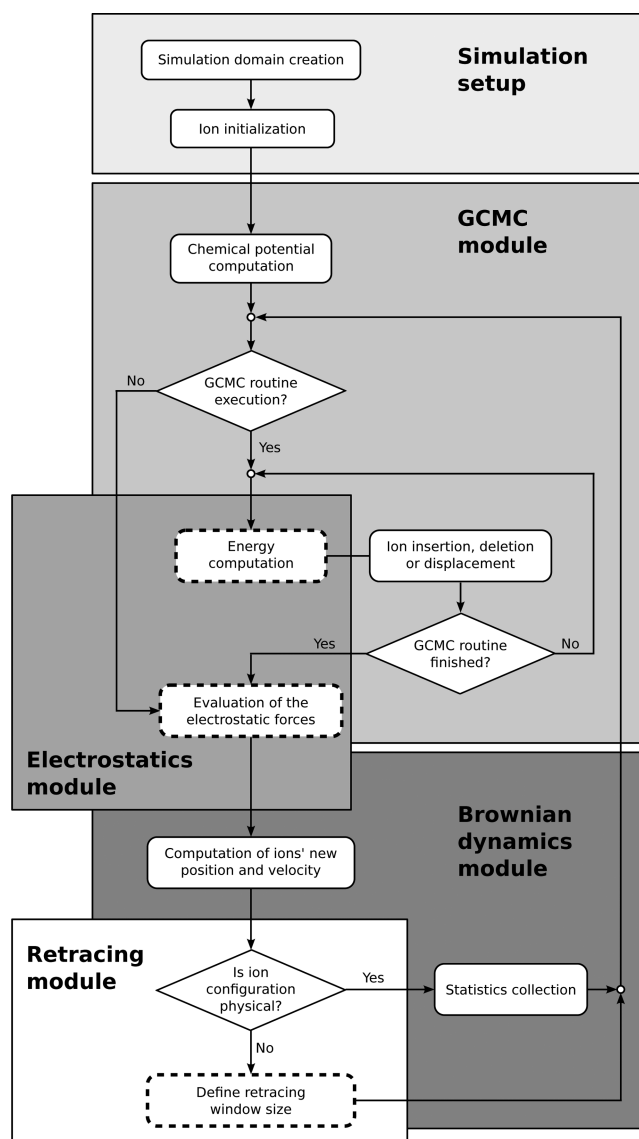 Simulation domain creation
Simulation
setup
Ion initialization
GCMC
module
Chemical potential
computation
No
GCMC routine
execution?
Yes
Energy
computation
Ion insertion, deletion
or displacement
Yes
GCMC routine
finished?
No
Evaluation of the
electrostatic forces
Electrostatics
module
Brownian
dynamics
module
Computation of ions' new
position and velocity
Retracing
module
Is ion
configuration
physical?
Yes
Statistics collection
No
Define retracing
window size